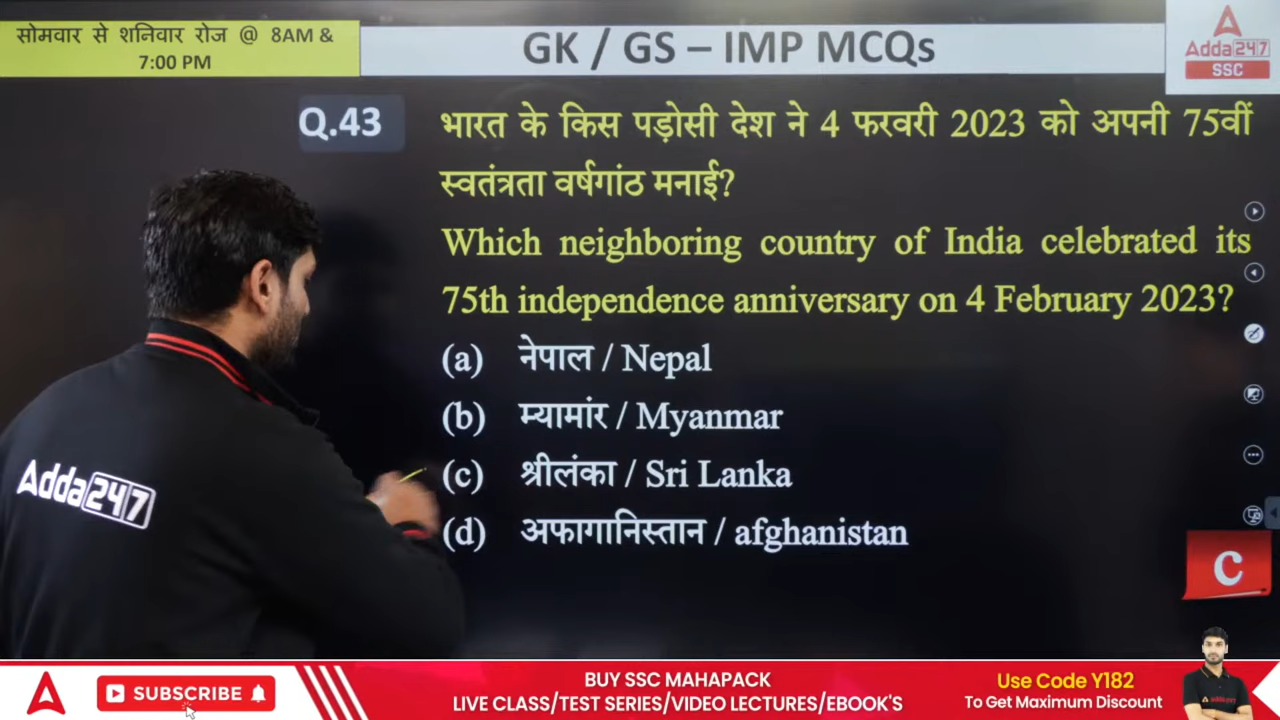 सोमवार से शनिवार रोज @ 8AM &
7:00 PM
GK / GS – IMP MCQs
Adda247
SSC
Q.43
भारत के किस पड़ोसी देश ने 4 फरवरी 2023 को अपनी 75वीं
स्वतंत्रता वर्षगांठ मनाई?
Which neighboring country of India celebrated its
75th independence anniversary on 4 February 2023?
(a) नेपाल / Nepal
(b) म्यामांर / Myanmar
(c) श्रीलंका / Sri Lanka
(d) अफागानिस्तान / afghanistan
Adda247
C
SUBSCRIBE
BUY SSC MAHAPACK
LIVE CLASS/TEST SERIES/VIDEO LECTURES/EBOOK'S
Use Code Y182
To Get Maximum Discount